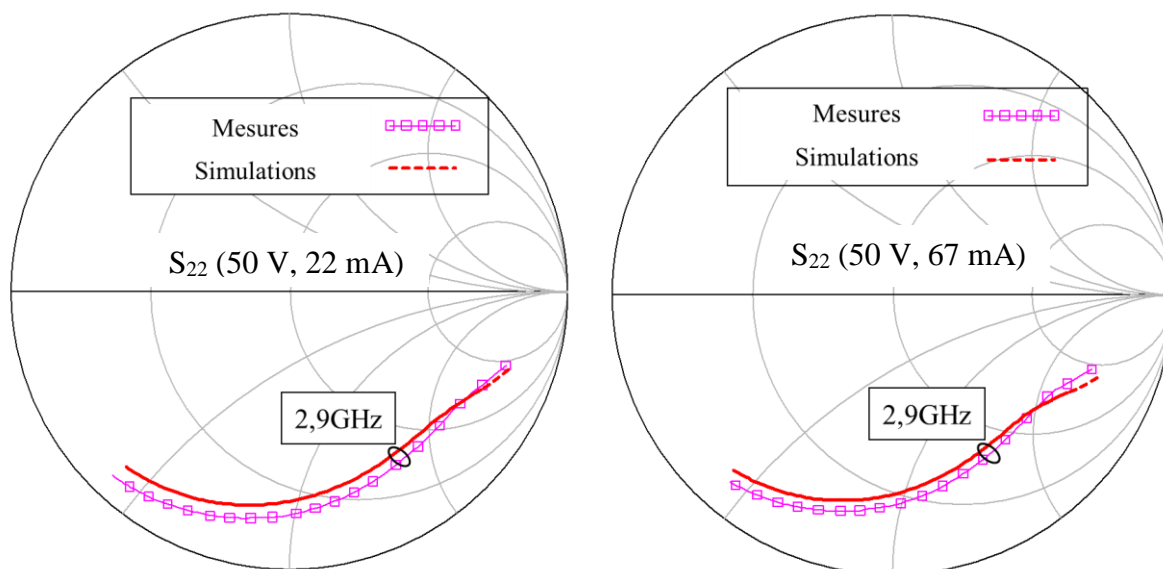 Mesures
Simulations
S₂₂ (50 V, 22 mA)
2,9GHz
Mesures
Simulations
S₂₂ (50 V, 67 mA)
2,9GHz